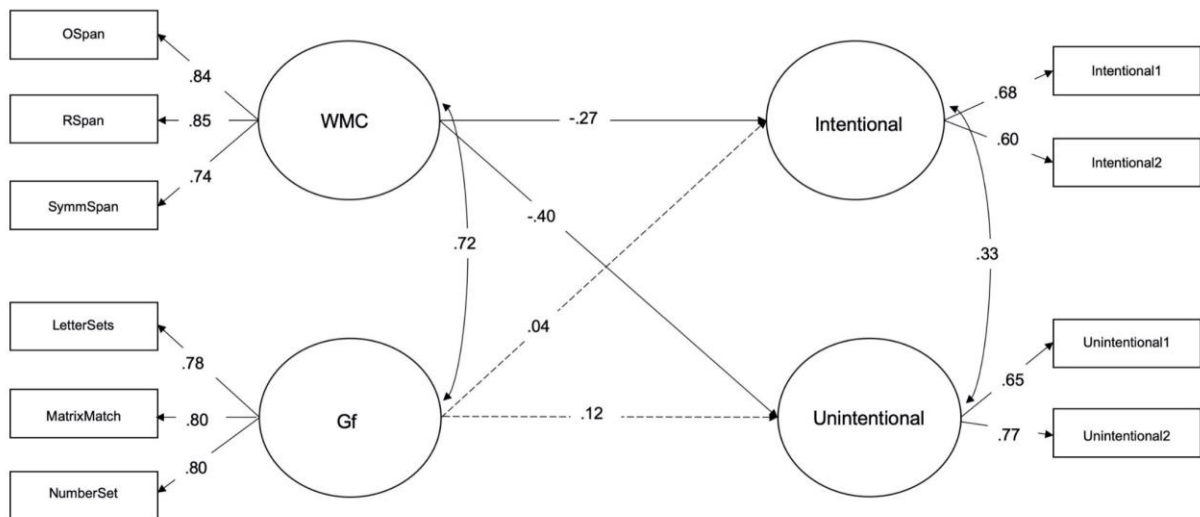 OSpan
.84
RSpan
.85
SymmSpan
.74
WMC
-.27
Intentional
.68
Intentional1
.60
Intentional2
-.40
.72
.33
.04
LetterSets
.78
MatrixMatch
.80
NumberSet
.80
Gf
.12
Unintentional
.65
Unintentional1
.77
Unintentional2